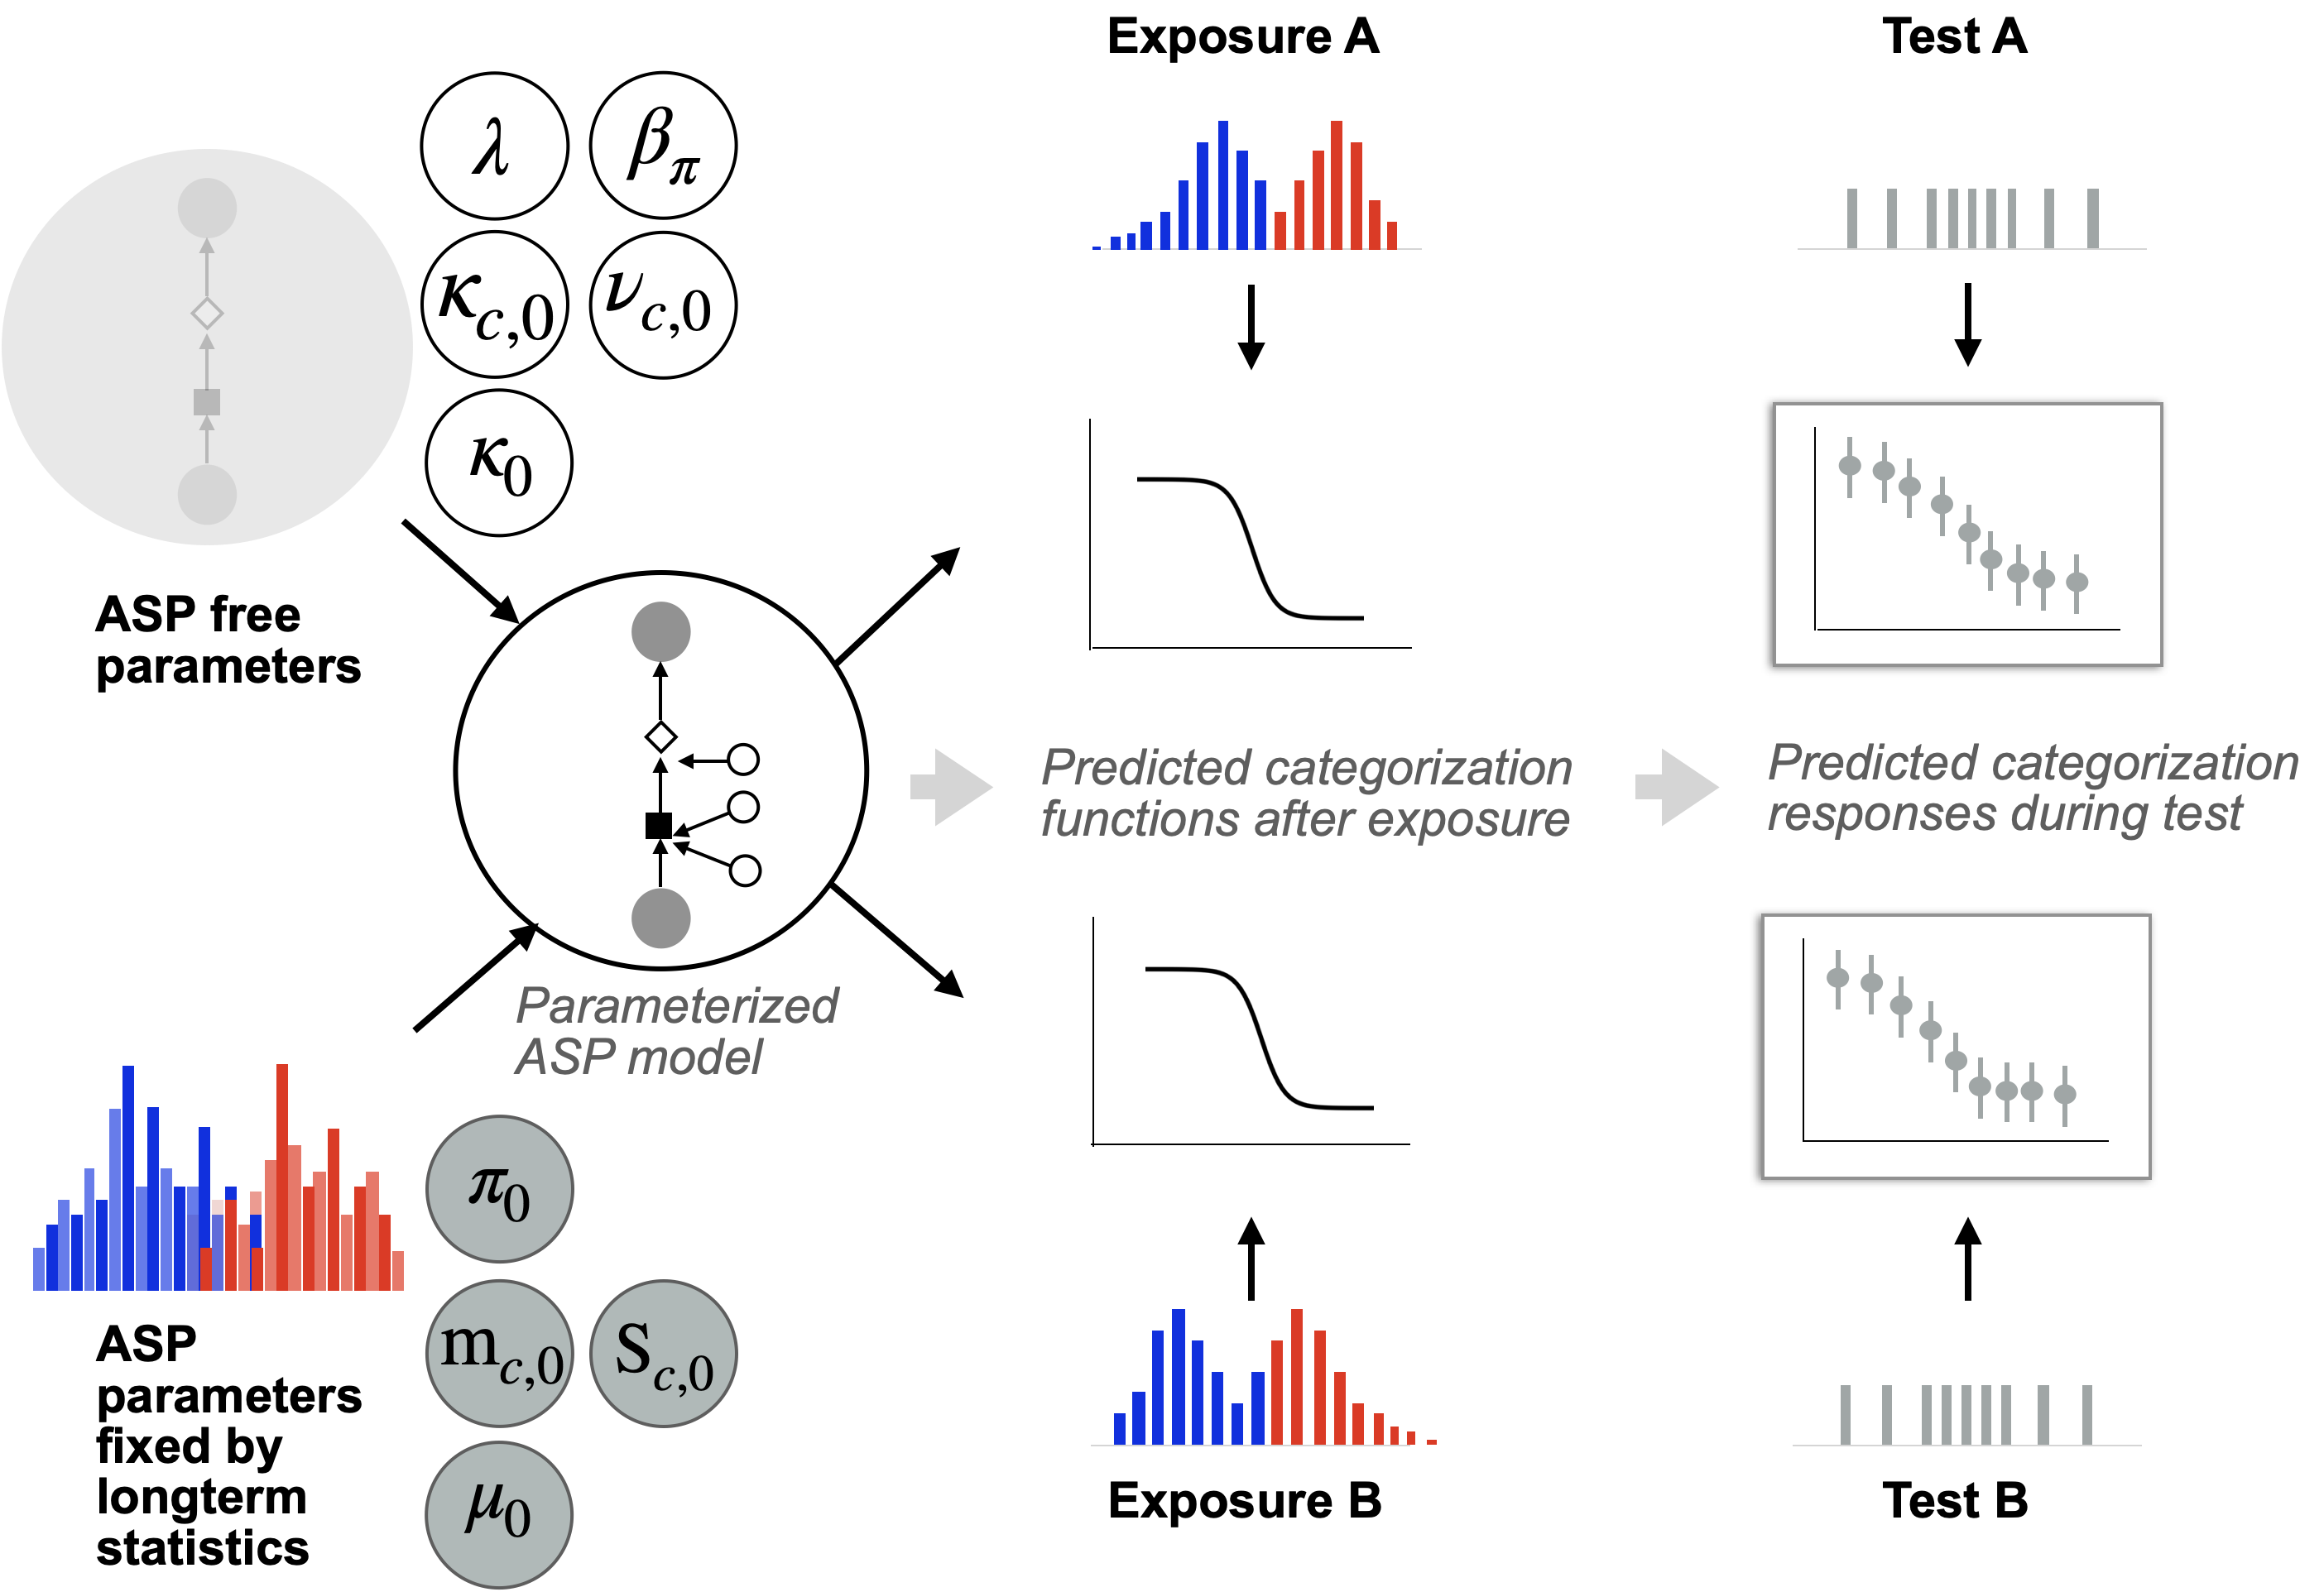 Exposure A
Test A
λ
β_π
κ_c,0
ν_c,0
κ_0
ASP free
parameters
Parameterized
ASP model
Predicted categorization
functions after exposure
Predicted categorization
responses during test
π_0
m_c,0
S_c,0
μ_0
ASP
parameters
fixed by
longterm
statistics
Exposure B
Test B